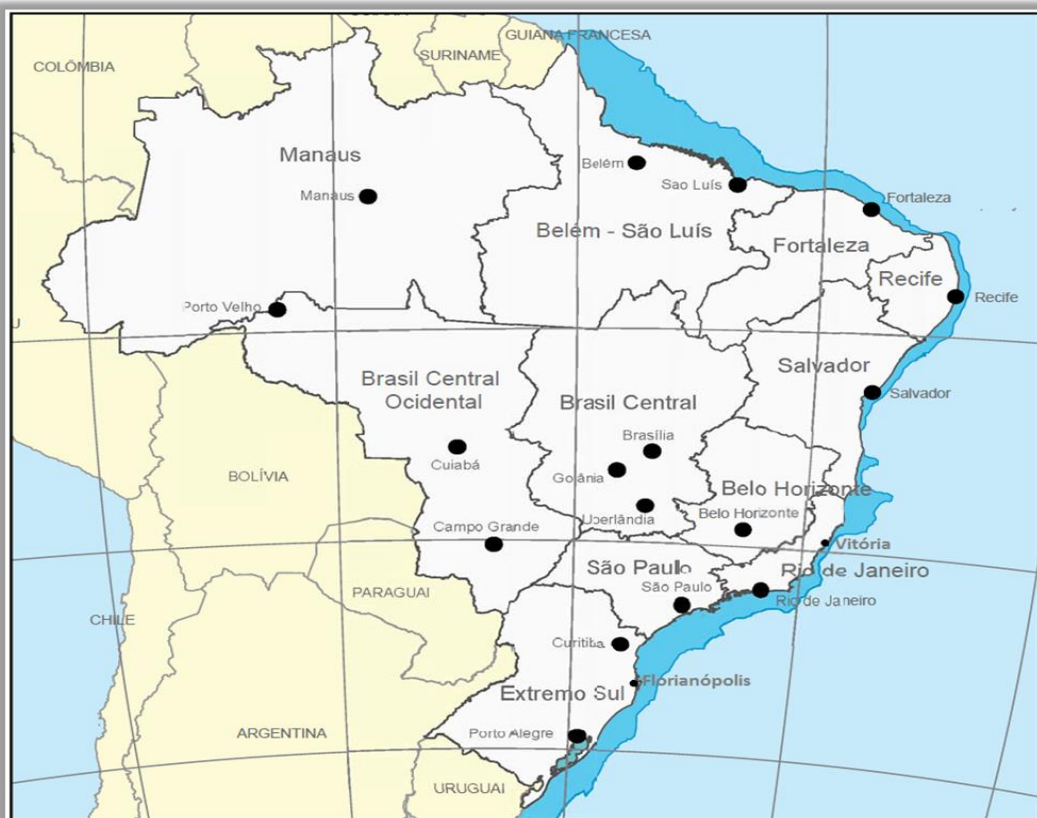 GUIANA FRANCESA
SURINAME
COLÔMBIA
Manaus
Manaus
Belém
Sao Luís
Fortaleza
Belém - São Luís
Fortaleza
Recife
Recife
Porto Velho
U
Salvador
Salvador
Brasil Central
Ocidental
Brasil Central
Brasília
Cuiabá
Goiânia
BOLÍVIA
Belo Horizonte
Uberlândia
Belo Horizonte
Campo Grande
Vitória
São Paulo
Rio de Janeiro
São Paulo
PARAGUAI
Rio de Janeiro
CHILE
Curitiba
Florianópolis
Extremo Sul
ARGENTINA
Porto Alegre
URUGUAI